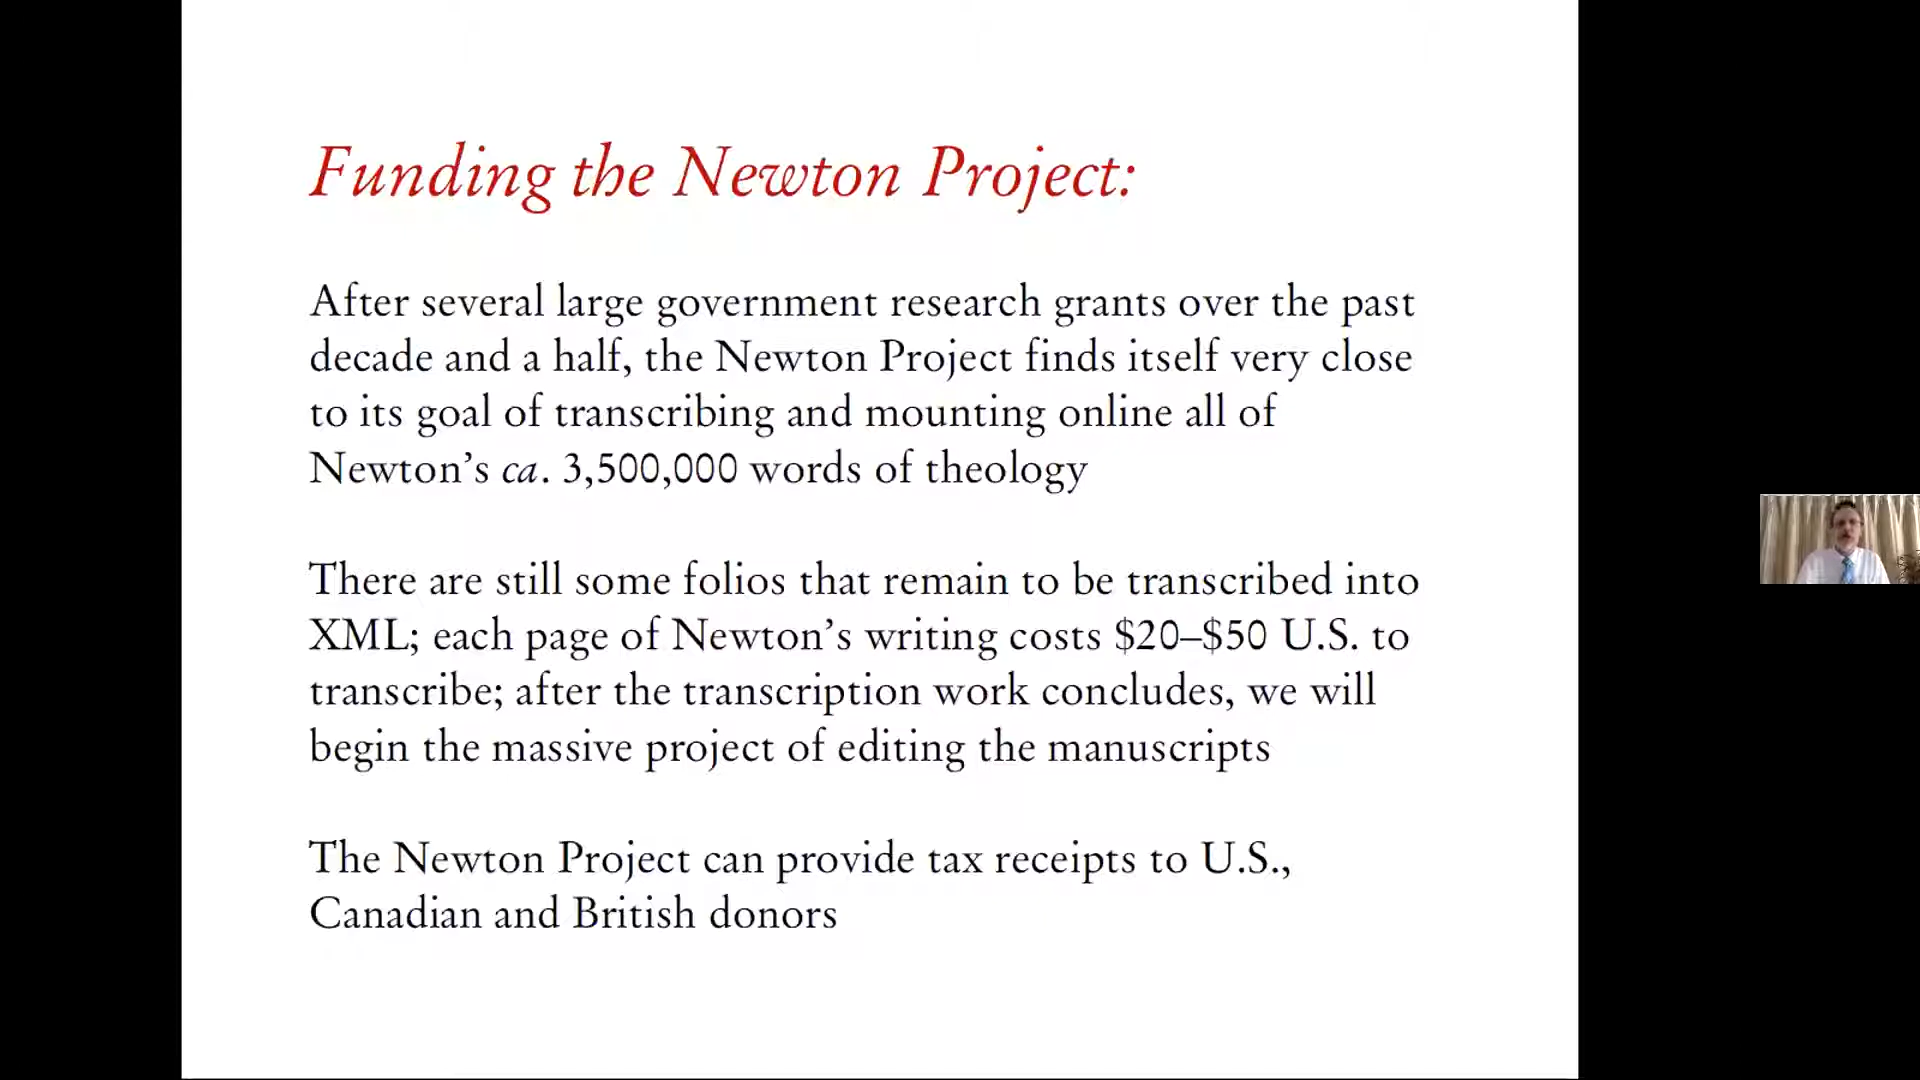 Funding the Newton Project:
After several large government research grants over the past
decade and a half, the Newton Project finds itself very close
to its goal of transcribing and mounting online all of
Newton’s ca. 3,500,000 words of theology
There are still some folios that remain to be transcribed into
XML; each page of Newton’s writing costs $20–$50 U.S. to
transcribe; after the transcription work concludes, we will
begin the massive project of editing the manuscripts
The Newton Project can provide tax receipts to U.S.,
Canadian and British donors